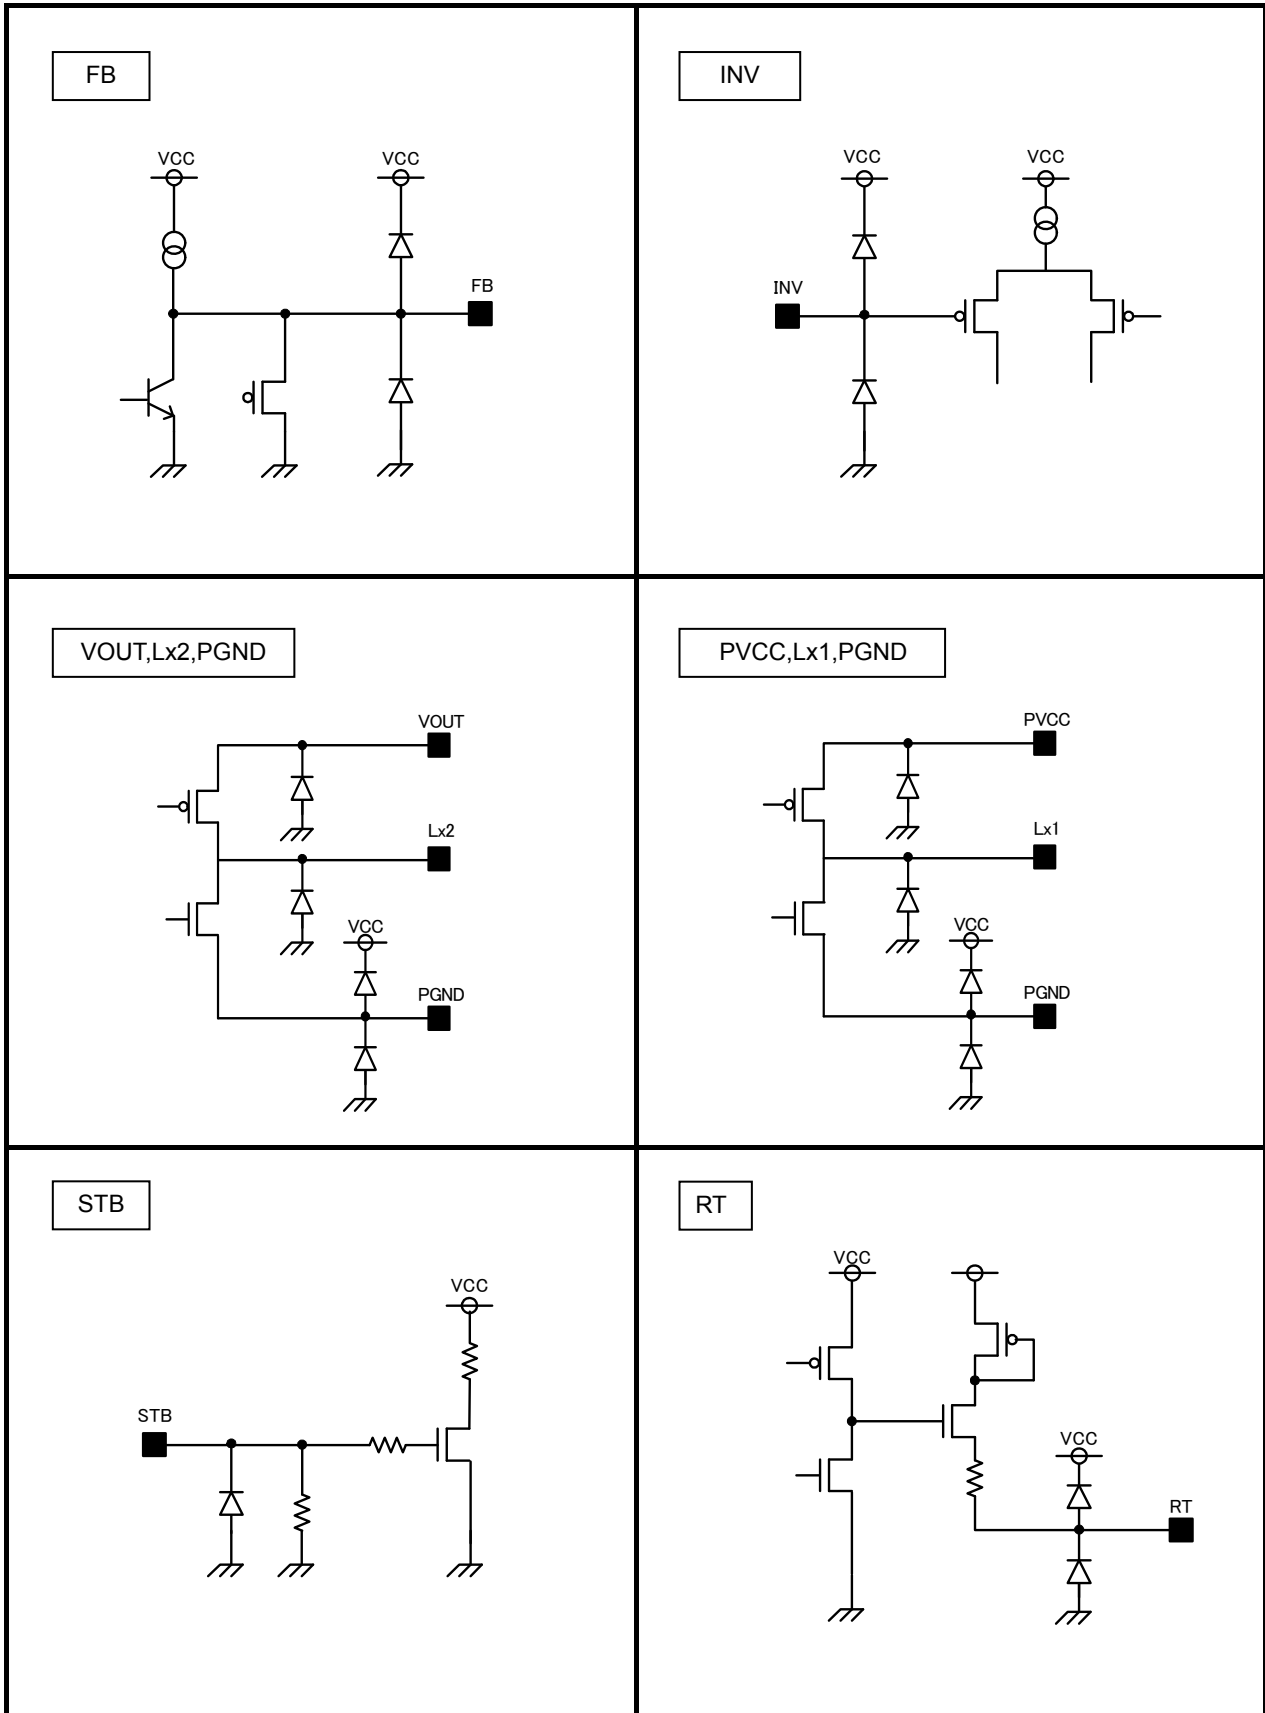 FB
VCC
VCC
FB
INV
VCC
VCC
INV
VOUT,Lx2,PGND
VOUT
Lx2
VCC
PGND
PVCC,Lx1,PGND
PVCC
Lx1
VCC
PGND
STB
VCC
STB
RT
VCC
VCC
RT